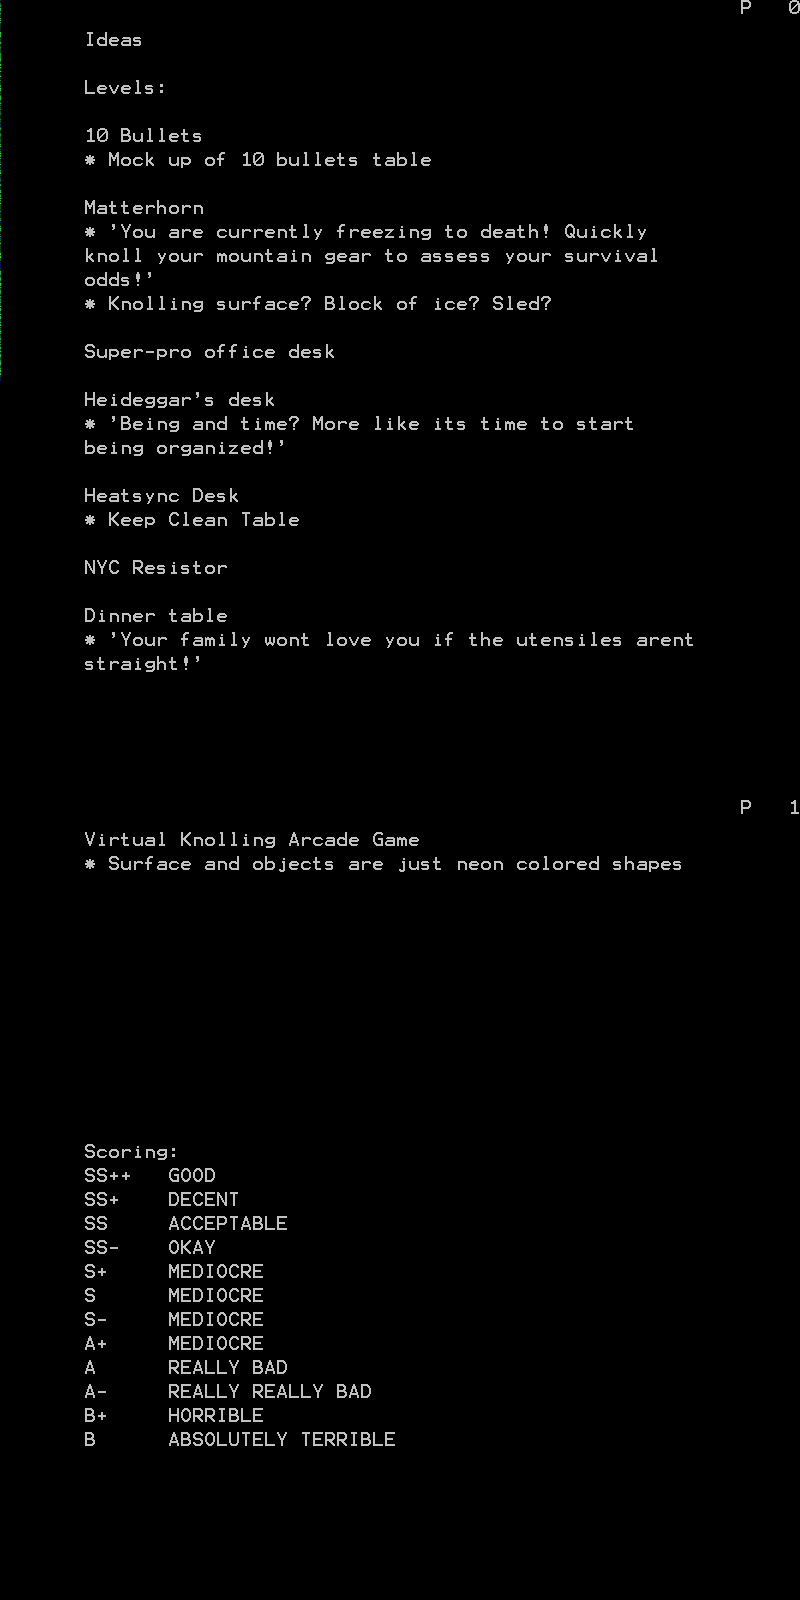 P 0
Ideas
Levels:
10 Bullets
* Mock up of 10 bullets table
Matterhorn
* 'You are currently freezing to death! Quickly
knoll your mountain gear to assess your survival
odds!'
* Knolling surface? Block of ice? Sled?
Super-pro office desk
Heideggar's desk
* 'Being and time? More like its time to start
being organized!'
Heatsync Desk
* Keep Clean Table
NYC Resistor
Dinner table
* 'Your family wont love you if the utensiles arent
straight!'
P 1
Virtual Knolling Arcade Game
* Surface and objects are just neon colored shapes
Scoring:
SS++ GOOD
SS+ DECENT
SS ACCEPTABLE
SS- OKAY
S+ MEDIOCRE
S MEDIOCRE
S- MEDIOCRE
A+ MEDIOCRE
A REALLY BAD
A- REALLY REALLY BAD
B+ HORRIBLE
B ABSOLUTELY TERRIBLE